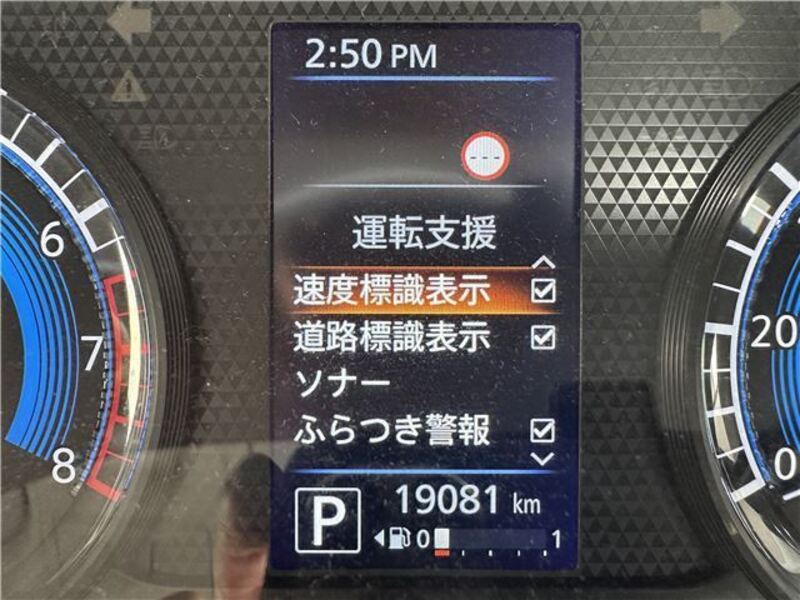 2:50 PM
---
運転支援
速度標識表示
道路標識表示
ソナー
ふらつき警報
6
7
8
20
0
P
19081 km
0 1